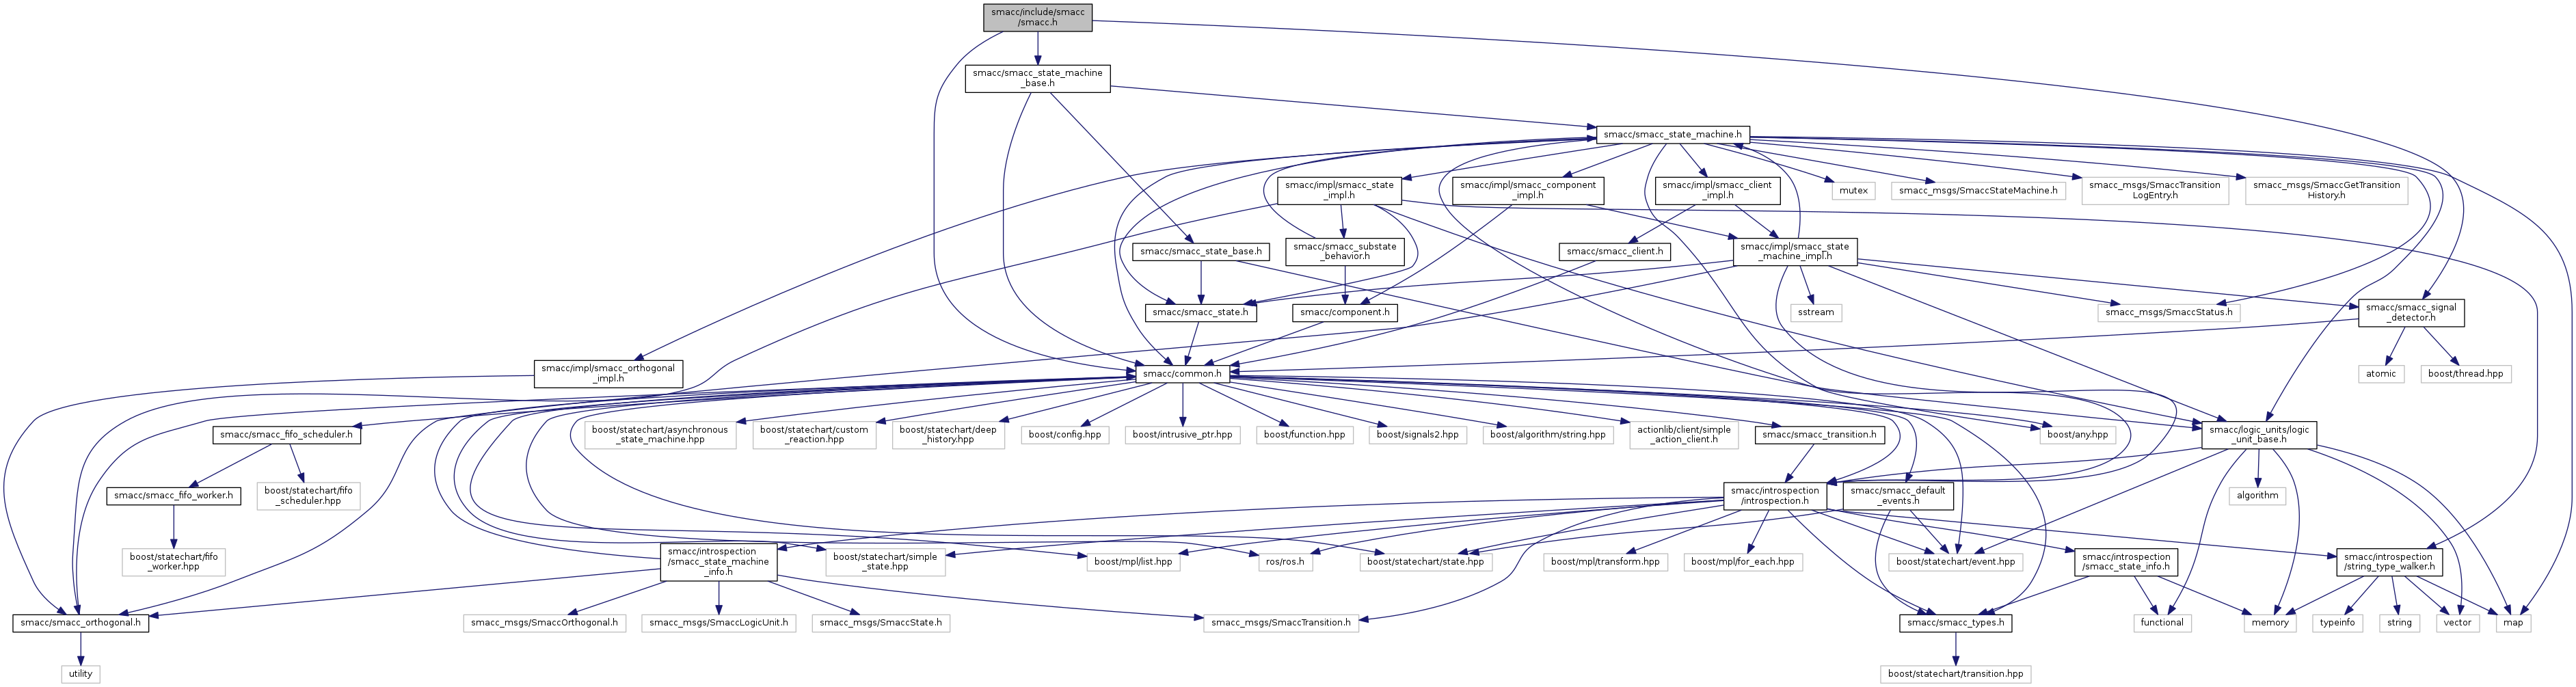 smacc/include/smacc
/smacc.h
smacc/smacc_state_machine
_base.h
smacc/smacc_state_machine.h
smacc/impl/smacc_state
_impl.h
smacc/impl/smacc_component
_impl.h
smacc/impl/smacc_client
_impl.h
mutex
smacc_msgs/SmaccStateMachine.h
smacc_msgs/SmaccTransition
LogEntry.h
smacc_msgs/SmaccGetTransition
History.h
smacc/smacc_state_base.h
smacc/smacc_substate
_behavior.h
smacc/smacc_client.h
smacc/impl/smacc_state
_machine_impl.h
smacc/smacc_state.h
smacc/component.h
sstream
smacc_msgs/SmaccStatus.h
smacc/smacc_signal
_detector.h
smacc/impl/smacc_orthogonal
_impl.h
smacc/common.h
atomic
boost/thread.hpp
smacc/smacc_fifo_scheduler.h
boost/statechart/asynchronous
_state_machine.hpp
boost/statechart/custom
_reaction.hpp
boost/statechart/deep
_history.hpp
boost/config.hpp
boost/intrusive_ptr.hpp
boost/function.hpp
boost/signals2.hpp
boost/algorithm/string.hpp
actionlib/client/simple
_action_client.h
smacc/smacc_transition.h
boost/any.hpp
smacc/logic_units/logic
_unit_base.h
smacc/smacc_fifo_worker.h
boost/statechart/fifo
_scheduler.hpp
smacc/introspection
/introspection.h
smacc/smacc_default
_events.h
algorithm
boost/statechart/fifo
_worker.hpp
smacc/introspection
/smacc_state_machine
_info.h
boost/statechart/simple
_state.hpp
boost/mpl/list.hpp
ros/ros.h
boost/statechart/state.hpp
boost/mpl/transform.hpp
boost/mpl/for_each.hpp
boost/statechart/event.hpp
smacc/introspection
/smacc_state_info.h
smacc/introspection
/string_type_walker.h
smacc/smacc_orthogonal.h
smacc_msgs/SmaccOrthogonal.h
smacc_msgs/SmaccLogicUnit.h
smacc_msgs/SmaccState.h
smacc_msgs/SmaccTransition.h
smacc/smacc_types.h
functional
memory
typeinfo
string
vector
map
utility
boost/statechart/transition.hpp